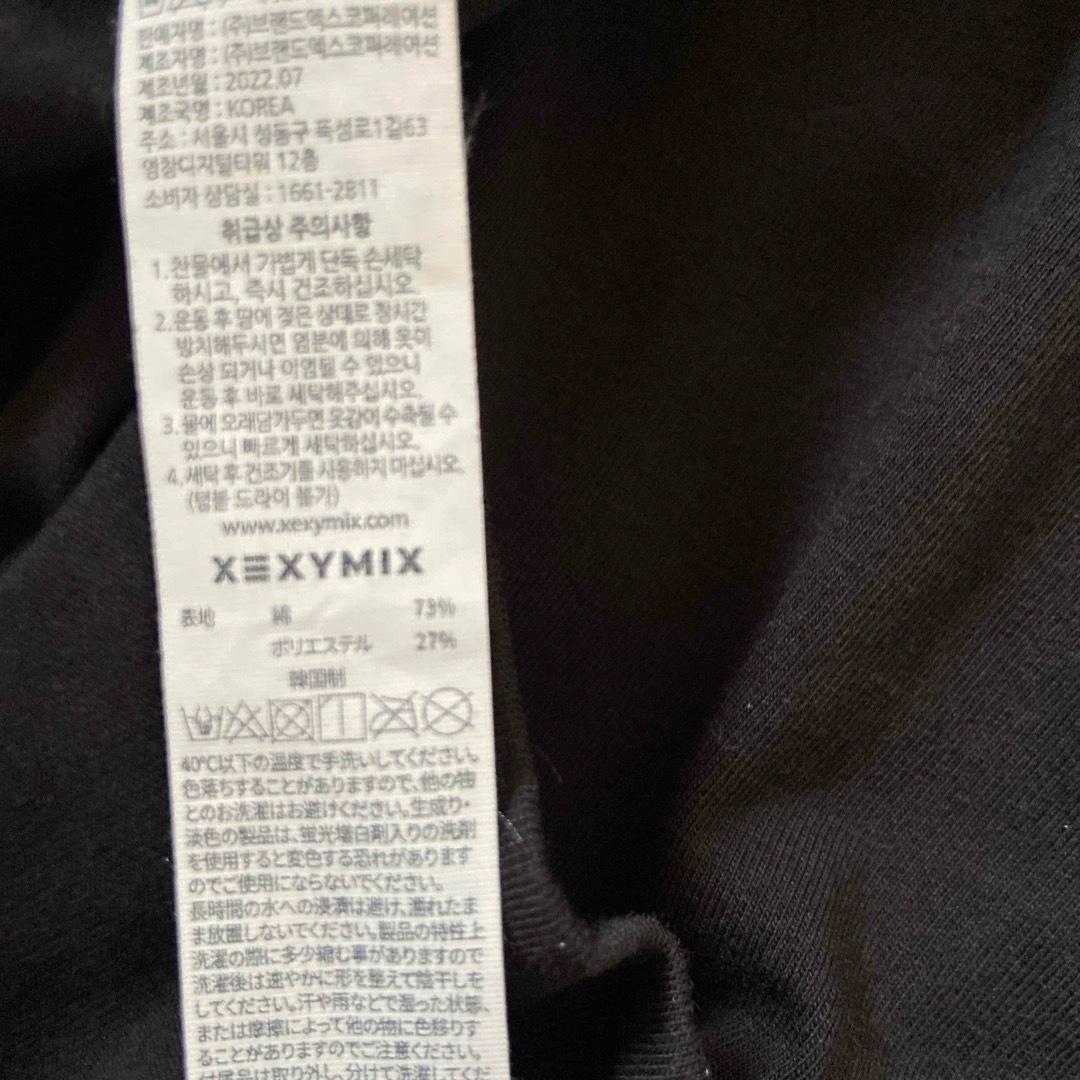 판매자명 : (주)브랜드엑스코퍼레이션
제조자명 : (주)브랜드엑스코퍼레이션
제조년월 : 2022.07
제조국명 : KOREA
주소 : 서울시 성동구 뚝섬로1길63
영창디지털타워 12층
소비자 상담실 : 1661-2811
취급상 주의사항
1. 찬물에서 가볍게 단독 손세탁
하시고, 즉시 건조하십시오.
2. 운동 후 땀에 젖은 상태로 장시간
방치해두시면 염분에 의해 옷이
손상 되거나 이염될 수 있으니
운동 후 바로 세탁해주십시오.
3. 물에 오래담가두면 옷감이 수축될 수
있으니 빠르게 세탁하십시오.
4. 세탁 후 건조기를 사용하지 마십시오.
(텀블 드라이 불가)
www.xexymix.com
XΞXYMIX
表地 綿 73%
ポリエステル 27%
韓国制
40℃以下の温度で手洗いしてください。
色落ちすることがありますので、他の物
とのお洗濯はお避けください。生成り・
淡色の製品は、蛍光増白剤入りの洗剤
を使用すると変色する恐れがあります
のでご使用にならないでください。
長時間の水への浸漬は避け、濡れたま
ま放置しないでください。製品の特性上
洗濯の際に多少縮む事がありますので
洗濯後は速やかに形を整えて陰干しを
してください。汗や雨などで湿った状態、
または摩擦によって他の物に色移りす
ることがありますのでご注意ください。
付属品は取り外し、分けて洗濯してくだ